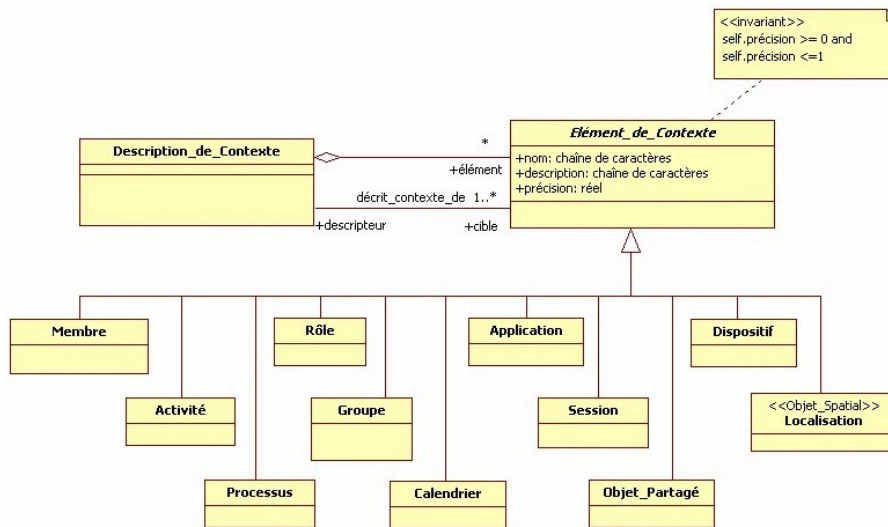 <<invariant>>
self.précision >= 0 and
self.précision <=1
Elément_de_Contexte
+nom: chaîne de caractères
+description: chaîne de caractères
+précision: réel
Description_de_Contexte
*
+élément
décrit_contexte_de 1..*
+descripteur
+cible
Membre
Rôle
Application
Dispositif
Activité
Groupe
Session
<<Objet_Spatial>>
Localisation
Processus
Calendrier
Objet_Partagé